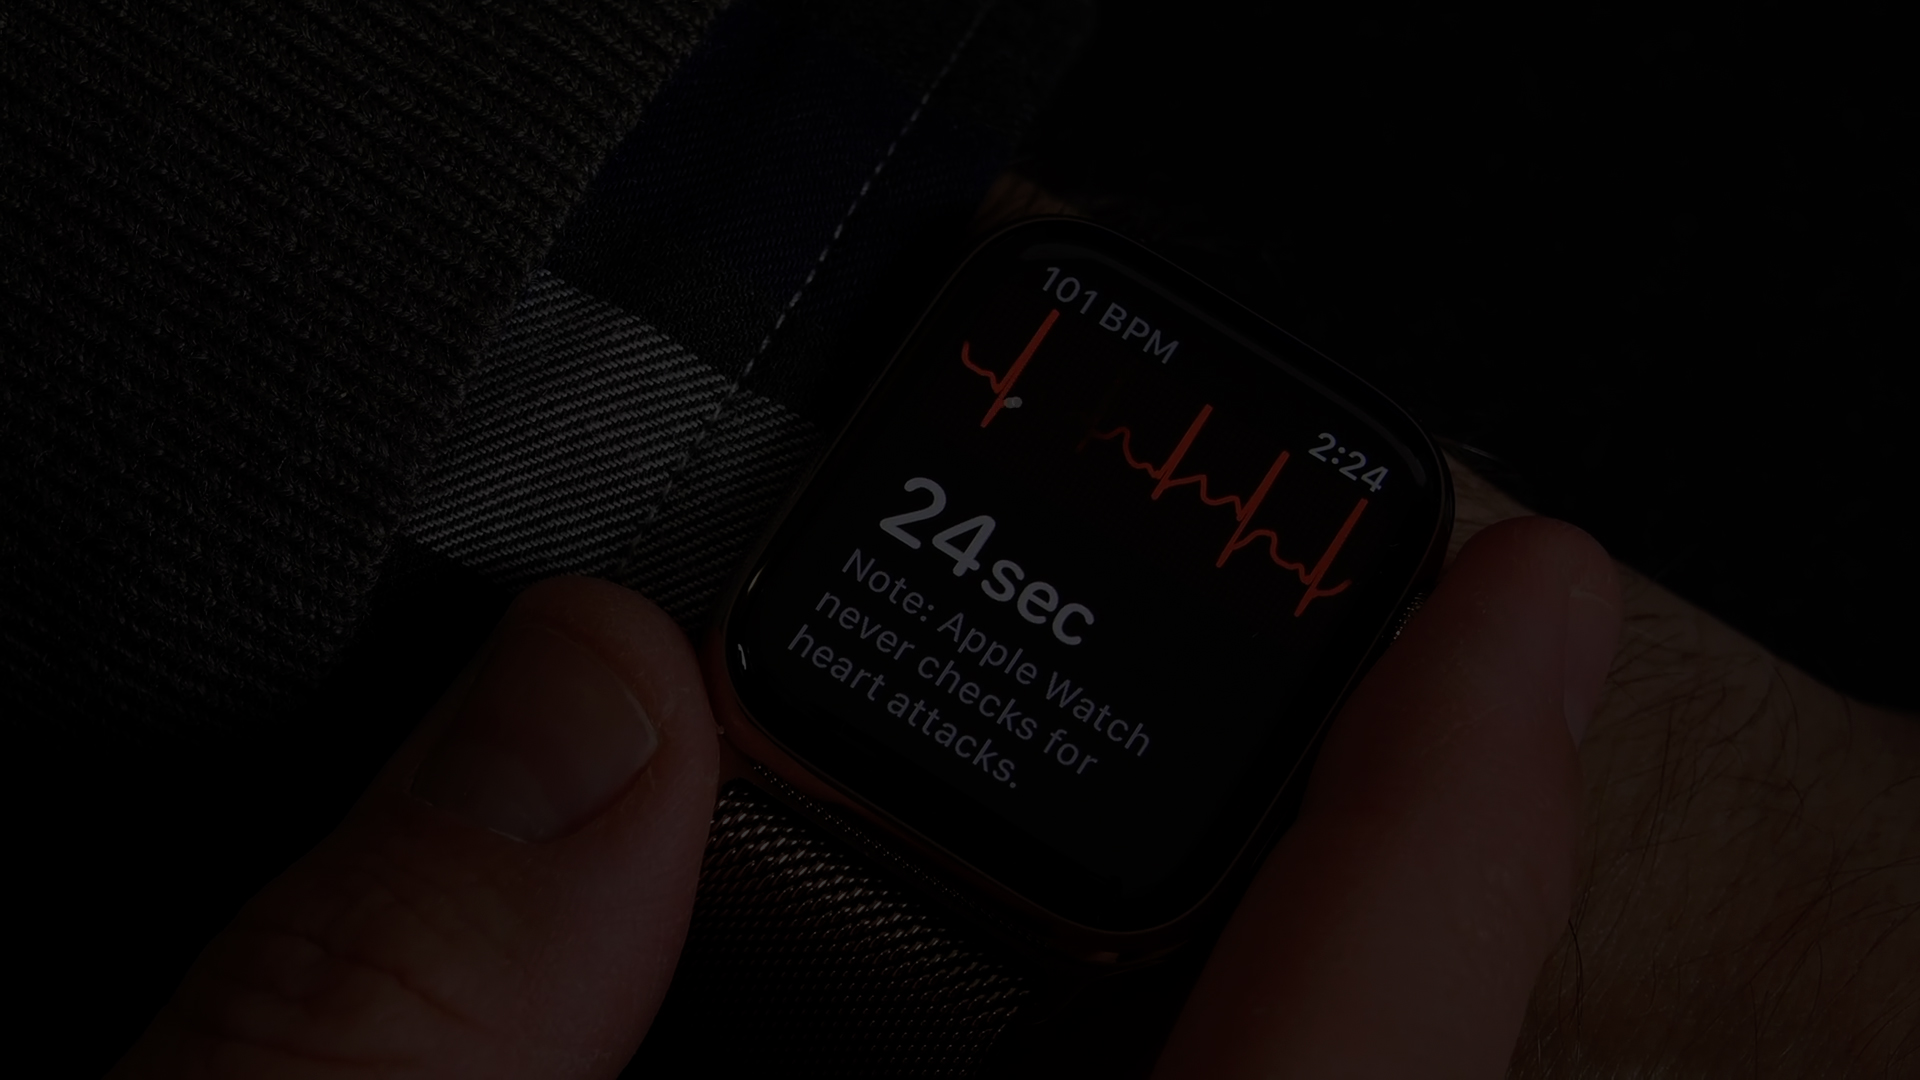 101 BPM
2:24
24sec
Note: Apple Watch
never checks for
heart attacks.